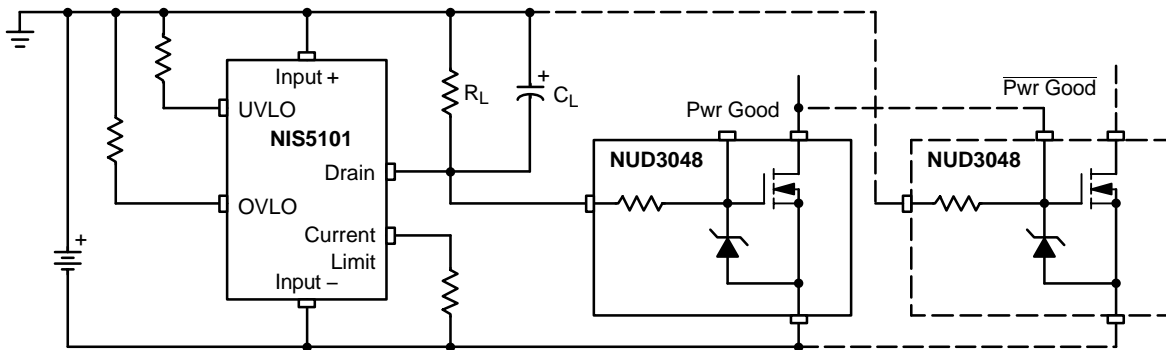 Input +
UVLO
NIS5101
Drain
OVLO
Current
Limit
Input –
+
R_L
+
C_L
Pwr Good
NUD3048
Pwr Good
NUD3048